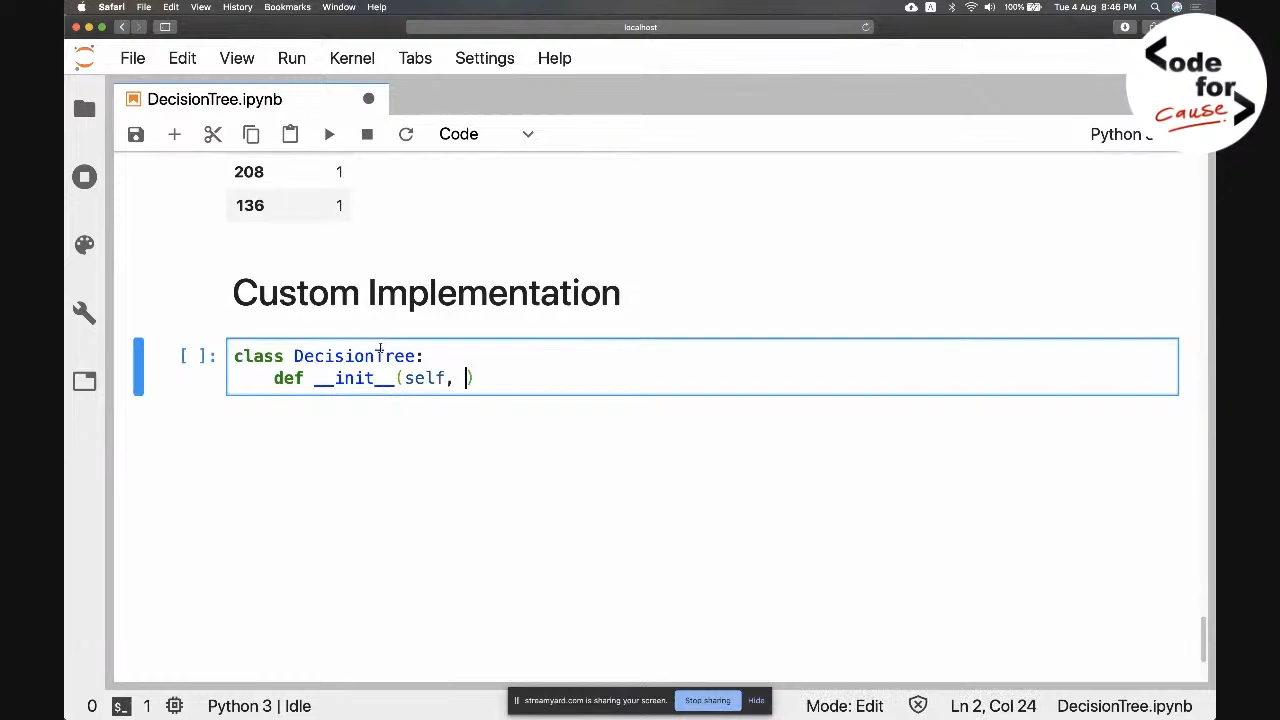 Safari File Edit View History Bookmarks Window Help
100% Tue 4 Aug 8:46 PM
localhost
File Edit View Run Kernel Tabs Settings Help
<ode for cause >
DecisionTree.ipynb
Code
Python
208 1
136 1
Custom Implementation
[ ]: class DecisionTree:
def __init__(self, )
streamyard.com is sharing your screen. Stop sharing Hide
0 $_ 1 Python 3 | Idle Mode: Edit Ln 2, Col 24 DecisionTree.ipynb